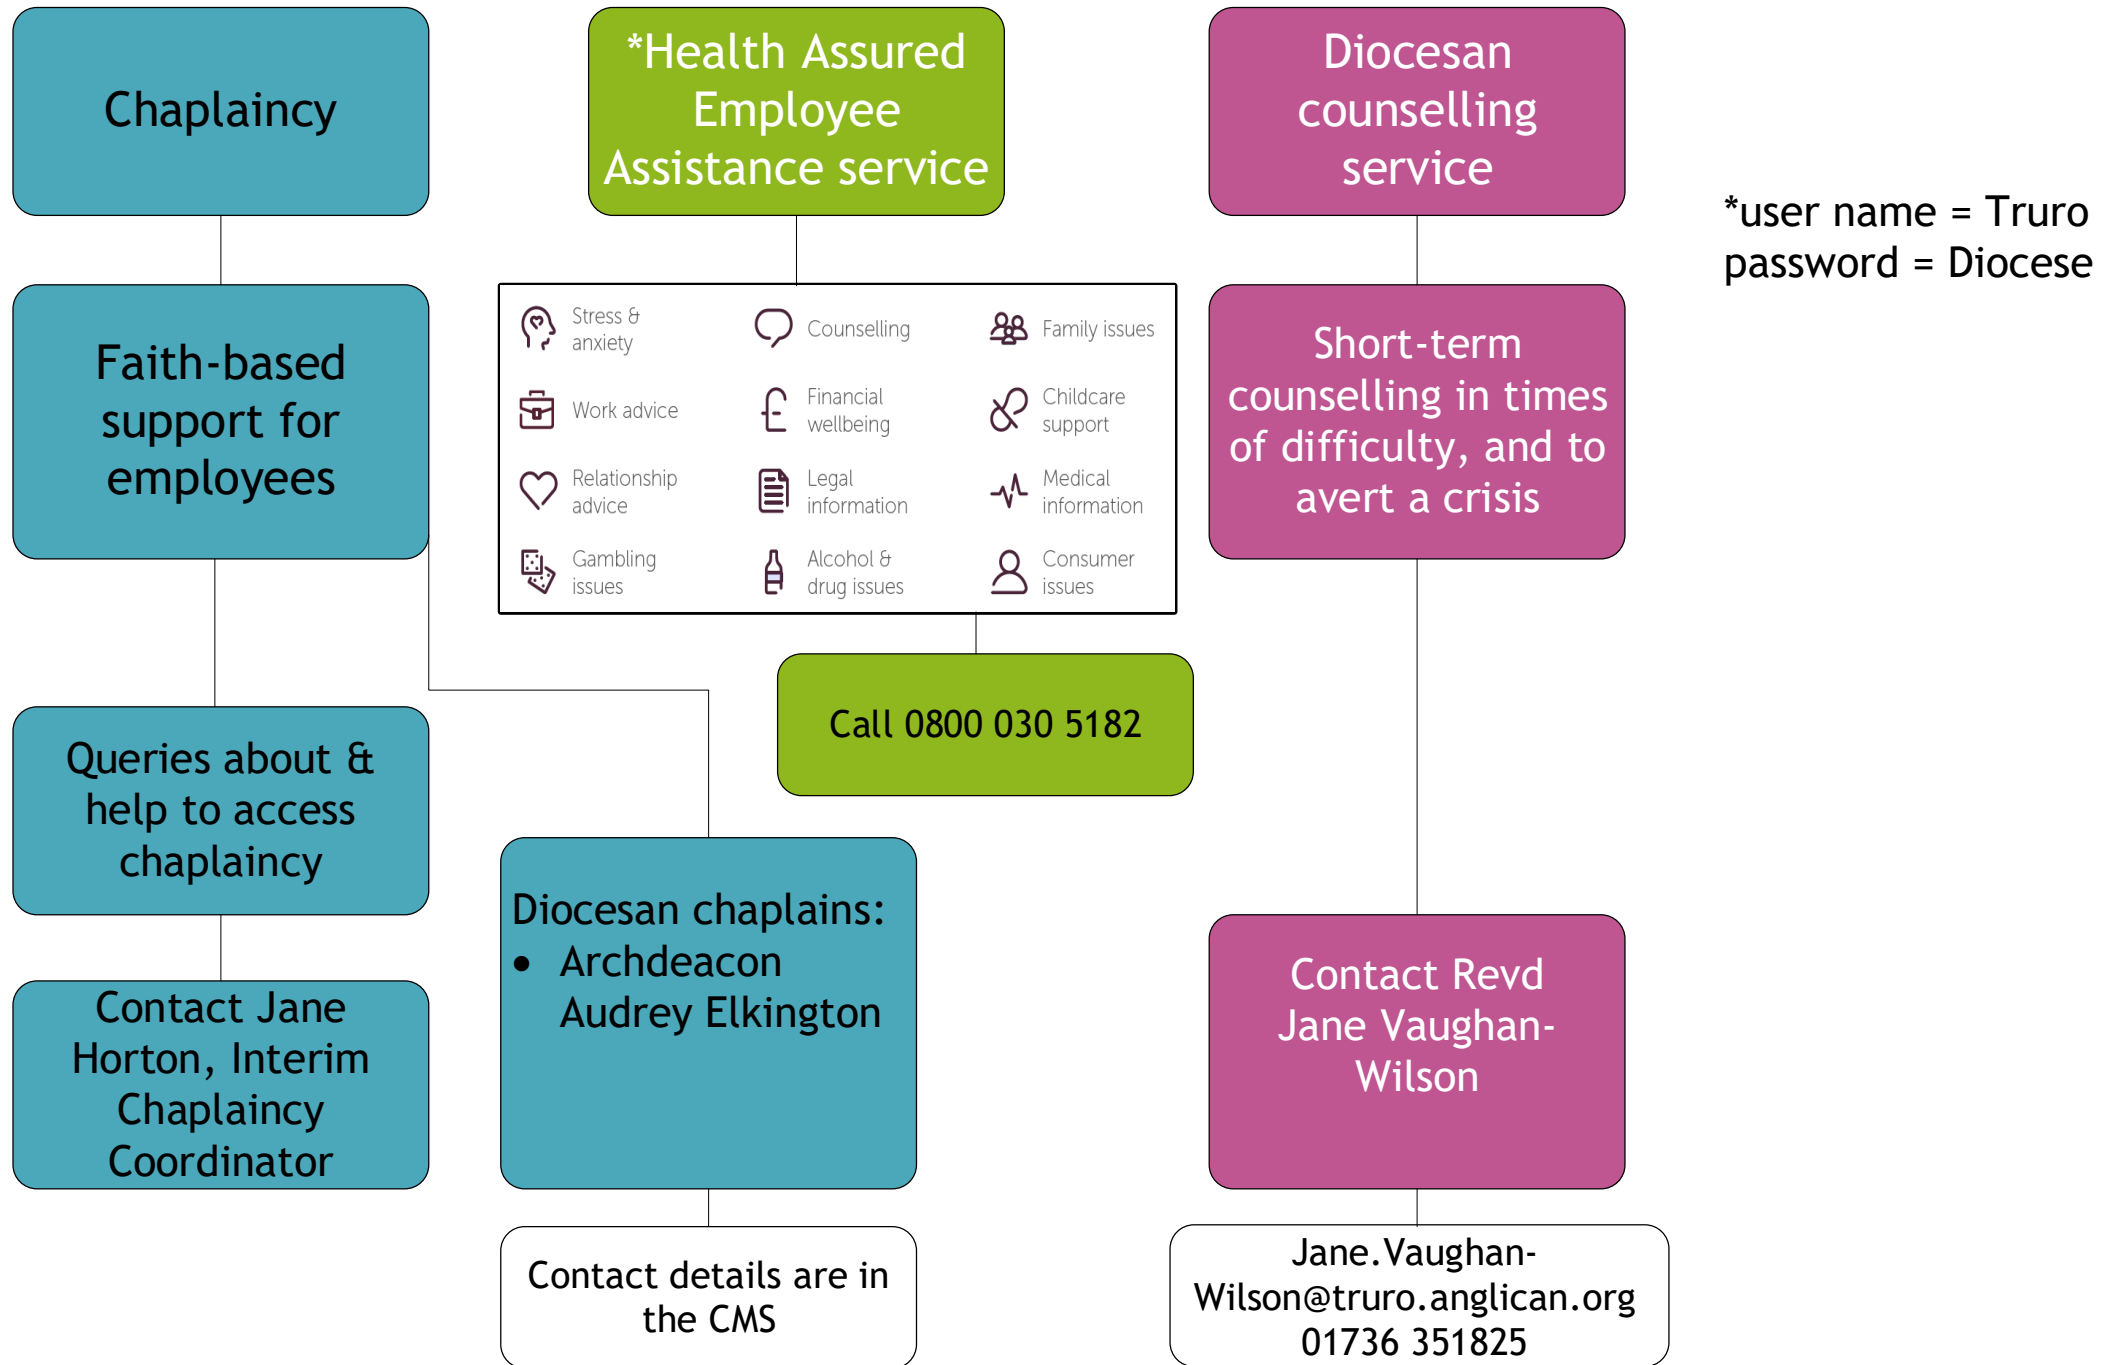 Chaplaincy
*Health Assured
Employee
Assistance service
Diocesan
counselling
service
*user name = Truro
password = Diocese
Faith-based
support for
employees
Stress &
anxiety
Counselling
Family issues
Work advice
Financial
wellbeing
Childcare
support
Relationship
advice
Legal
information
Medical
information
Gambling
issues
Alcohol &
drug issues
Consumer
issues
Short-term
counselling in times
of difficulty, and to
avert a crisis
Call 0800 030 5182
Queries about &
help to access
chaplaincy
Contact Jane
Horton, Interim
Chaplaincy
Coordinator
Diocesan chaplains:
• Archdeacon
Audrey Elkington
Contact details are in
the CMS
Contact Revd
Jane Vaughan-
Wilson
Jane.Vaughan-
Wilson@truro.anglican.org
01736 351825